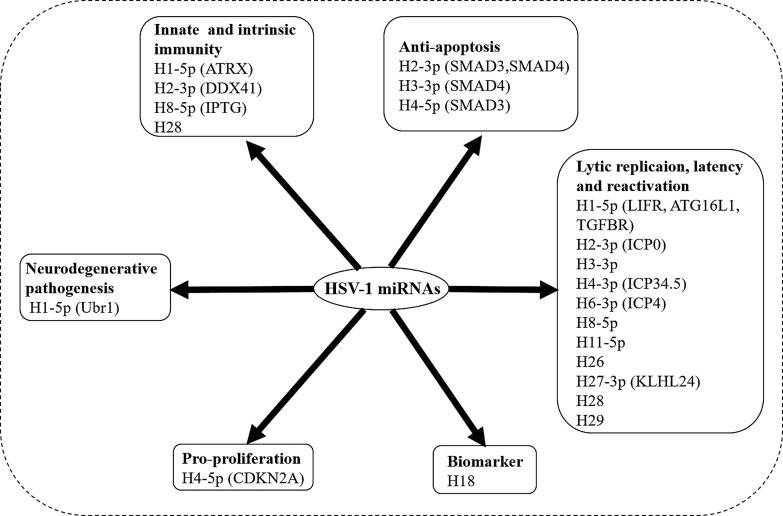 Innate and intrinsic
immunity
H1-5p (ATRX)
H2-3p (DDX41)
H8-5p (IPTG)
H28
Anti-apoptosis
H2-3p (SMAD3,SMAD4)
H3-3p (SMAD4)
H4-5p (SMAD3)
Lytic replicaion, latency
and reactivation
H1-5p (LIFR, ATG16L1,
TGFBR)
H2-3p (ICP0)
H3-3p
H4-3p (ICP34.5)
H6-3p (ICP4)
H8-5p
H11-5p
H26
H27-3p (KLHL24)
H28
H29
Neurodegenerative
pathogenesis
H1-5p (Ubr1)
HSV-1 miRNAs
Pro-proliferation
H4-5p (CDKN2A)
Biomarker
H18